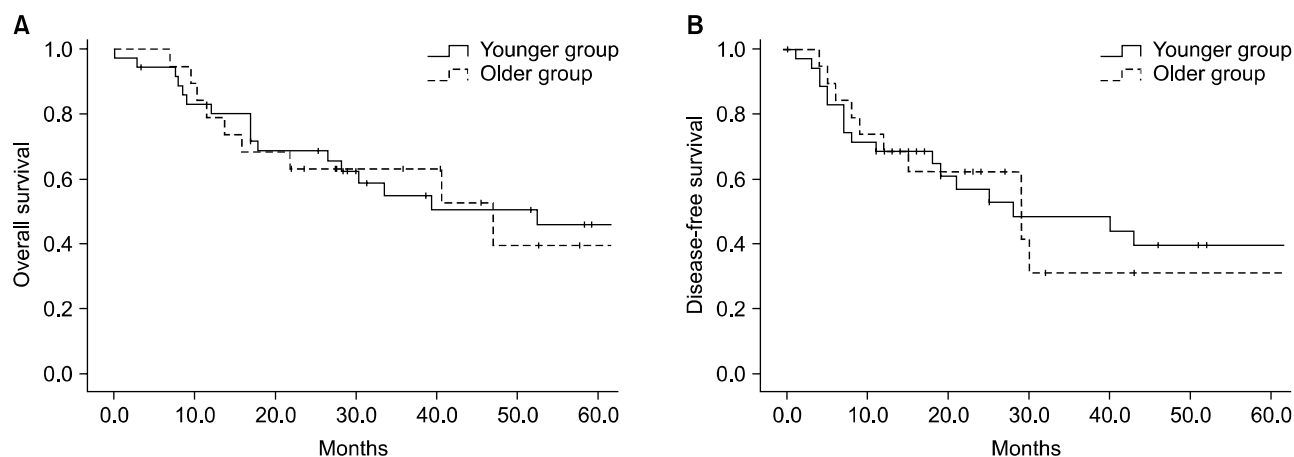 A
Overall survival
1.0
0.8
0.6
0.4
0.2
0.0
0.0 10.0 20.0 30.0 40.0 50.0 60.0
Months
Younger group
Older group
B
Disease-free survival
1.0
0.8
0.6
0.4
0.2
0.0
0.0 10.0 20.0 30.0 40.0 50.0 60.0
Months
Younger group
Older group